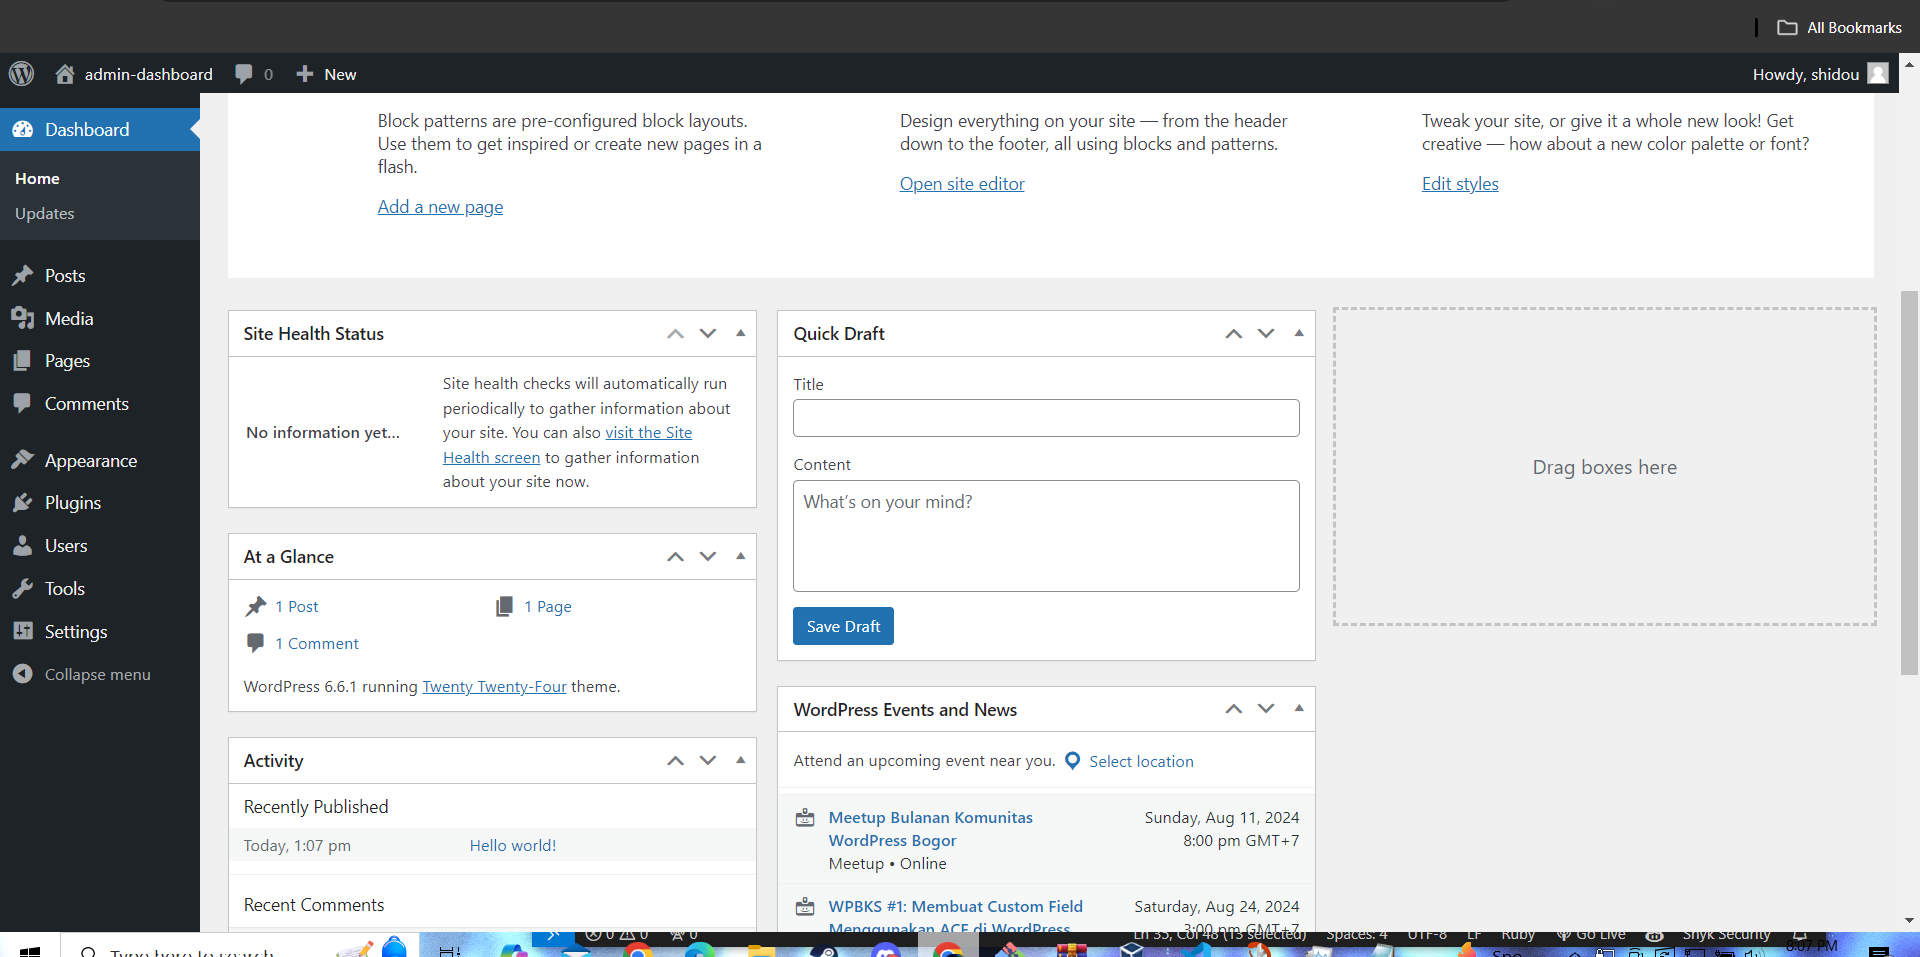 All Bookmarks
admin-dashboard
0
New
Howdy, shidou
Dashboard
Home
Updates
Posts
Media
Pages
Comments
Appearance
Plugins
Users
Tools
Settings
Collapse menu
Block patterns are pre-configured block layouts.
Use them to get inspired or create new pages in a
flash.
Add a new page
Design everything on your site — from the header
down to the footer, all using blocks and patterns.
Open site editor
Tweak your site, or give it a whole new look! Get
creative — how about a new color palette or font?
Edit styles
Site Health Status
No information yet...
Site health checks will automatically run
periodically to gather information about
your site. You can also visit the Site
Health screen to gather information
about your site now.
At a Glance
1 Post
1 Page
1 Comment
WordPress 6.6.1 running Twenty Twenty-Four theme.
Activity
Recently Published
Today, 1:07 pm
Hello world!
Recent Comments
Quick Draft
Title
Content
What's on your mind?
Save Draft
WordPress Events and News
Attend an upcoming event near you.
Select location
Meetup Bulanan Komunitas
WordPress Bogor
Meetup • Online
Sunday, Aug 11, 2024
8:00 pm GMT+7
WPBKS #1: Membuat Custom Field
Menggunakan ACF di WordPress
Saturday, Aug 24, 2024
3:00 pm GMT+7
Drag boxes here
Type here to search
0
0
0
Ln 35, Col 48 (13 selected)
Spaces: 4
UTF-8
LF
Ruby
Go Live
Snyk Security
8:07 PM